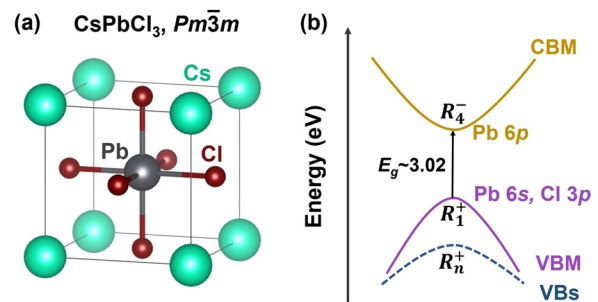 (a) CsPbCl₃, Pm3̅m
Cs
Pb
Cl
(b)
Energy (eV)
CBM
R₄⁻
Pb 6p
E_g~3.02
Pb 6s, Cl 3p
R₁⁺
VBM
Rₙ⁺
VBs